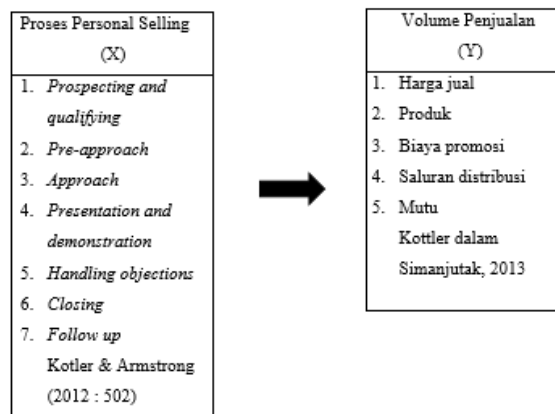 Proses Personal Selling
(X)
1. Prospecting and
qualifying
2. Pre-approach
3. Approach
4. Presentation and
demonstration
5. Handling objections
6. Closing
7. Follow up
Kotler & Armstrong
(2012 : 502)
Volume Penjualan
(Y)
1. Harga jual
2. Produk
3. Biaya promosi
4. Saluran distribusi
5. Mutu
Kottler dalam
Simanjutak, 2013